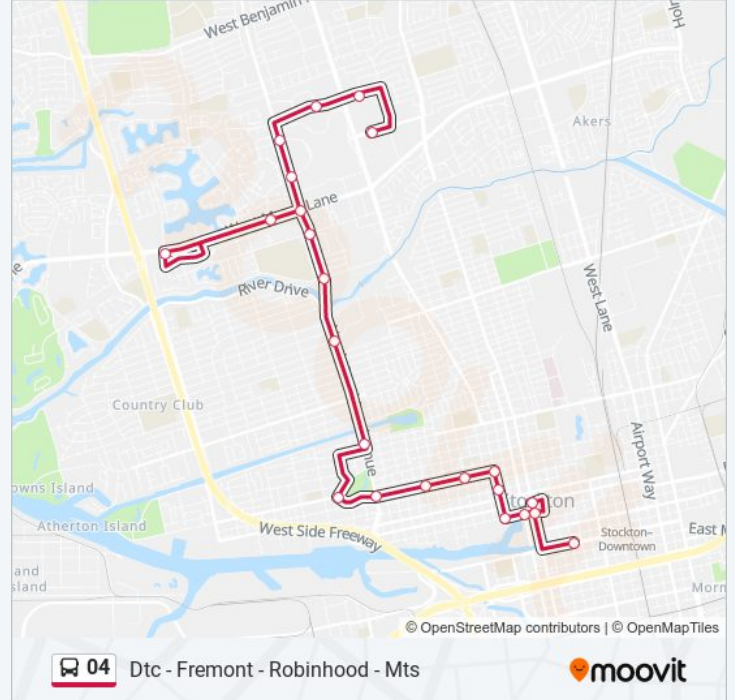 West Benjamin
Holm
Akers
Lane
River Drive
West Lane
Country Club
Airport Way
owns Island
Atherton Island
West Side Freeway
Stockton–
Downtown
East M
and
sland
Morn
© OpenStreetMap contributors | © OpenMapTiles
04 Dtc - Fremont - Robinhood - Mts
moovit